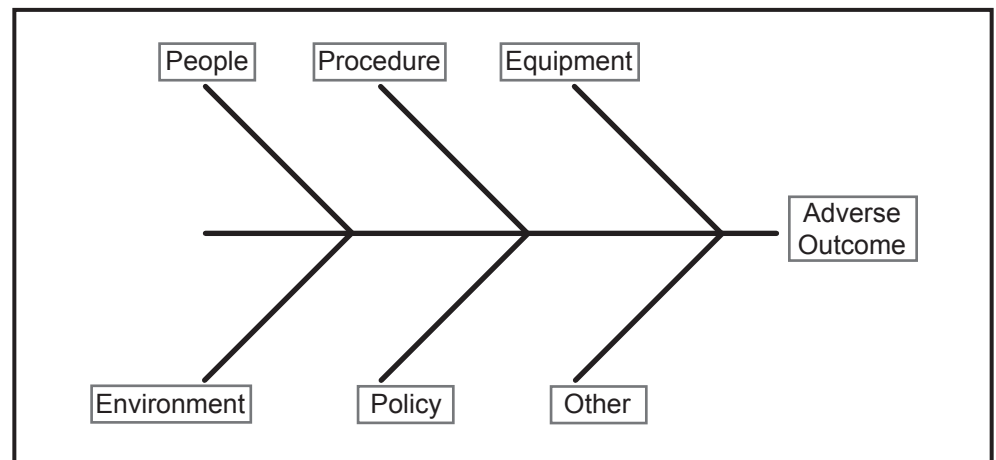 People
Procedure
Equipment
Adverse
Outcome
Environment
Policy
Other